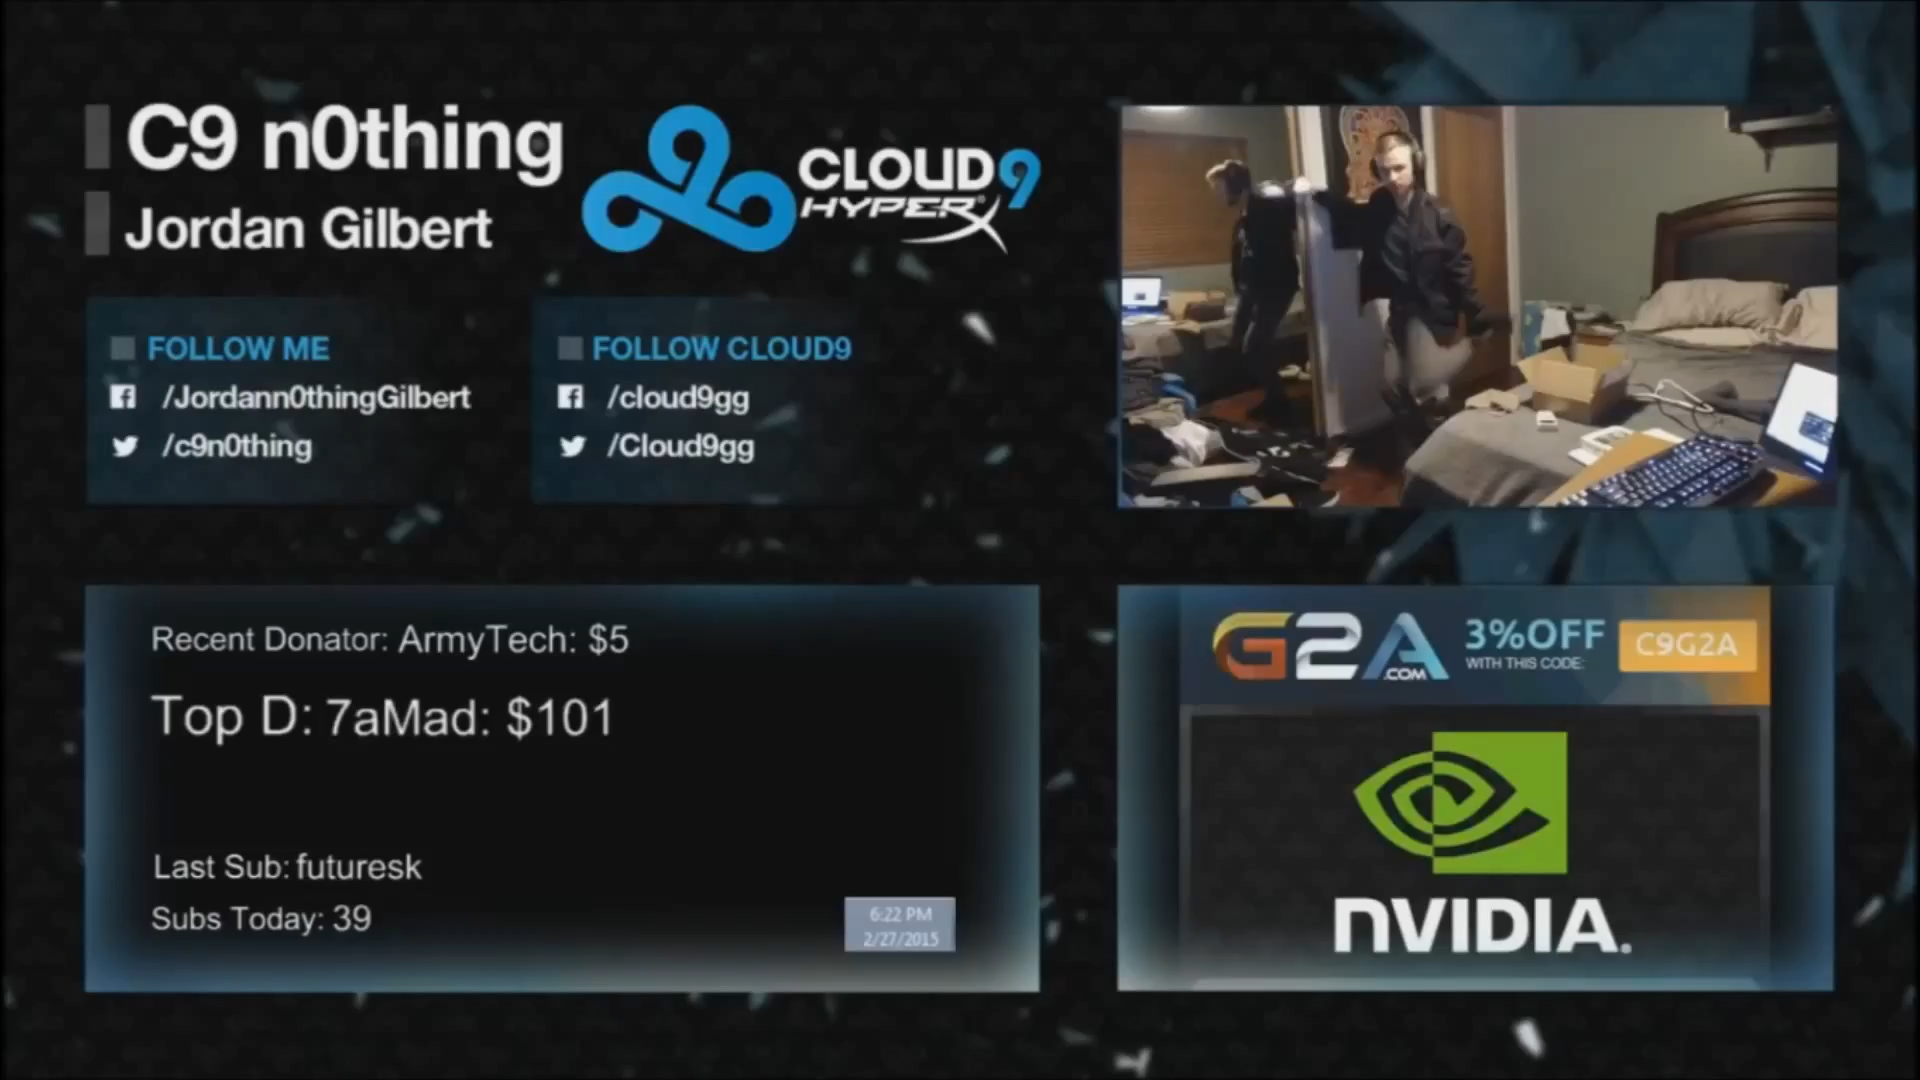 C9 n0thing
Jordan Gilbert
CLOUD9
HYPERX
FOLLOW ME
/Jordann0thingGilbert
/c9n0thing
FOLLOW CLOUD9
/cloud9gg
/Cloud9gg
Recent Donator: ArmyTech: $5
Top D: 7aMad: $101
Last Sub: futuresk
Subs Today: 39
6:22 PM
2/27/2015
G2A.COM
3%OFF
WITH THIS CODE:
C9G2A
NVIDIA.